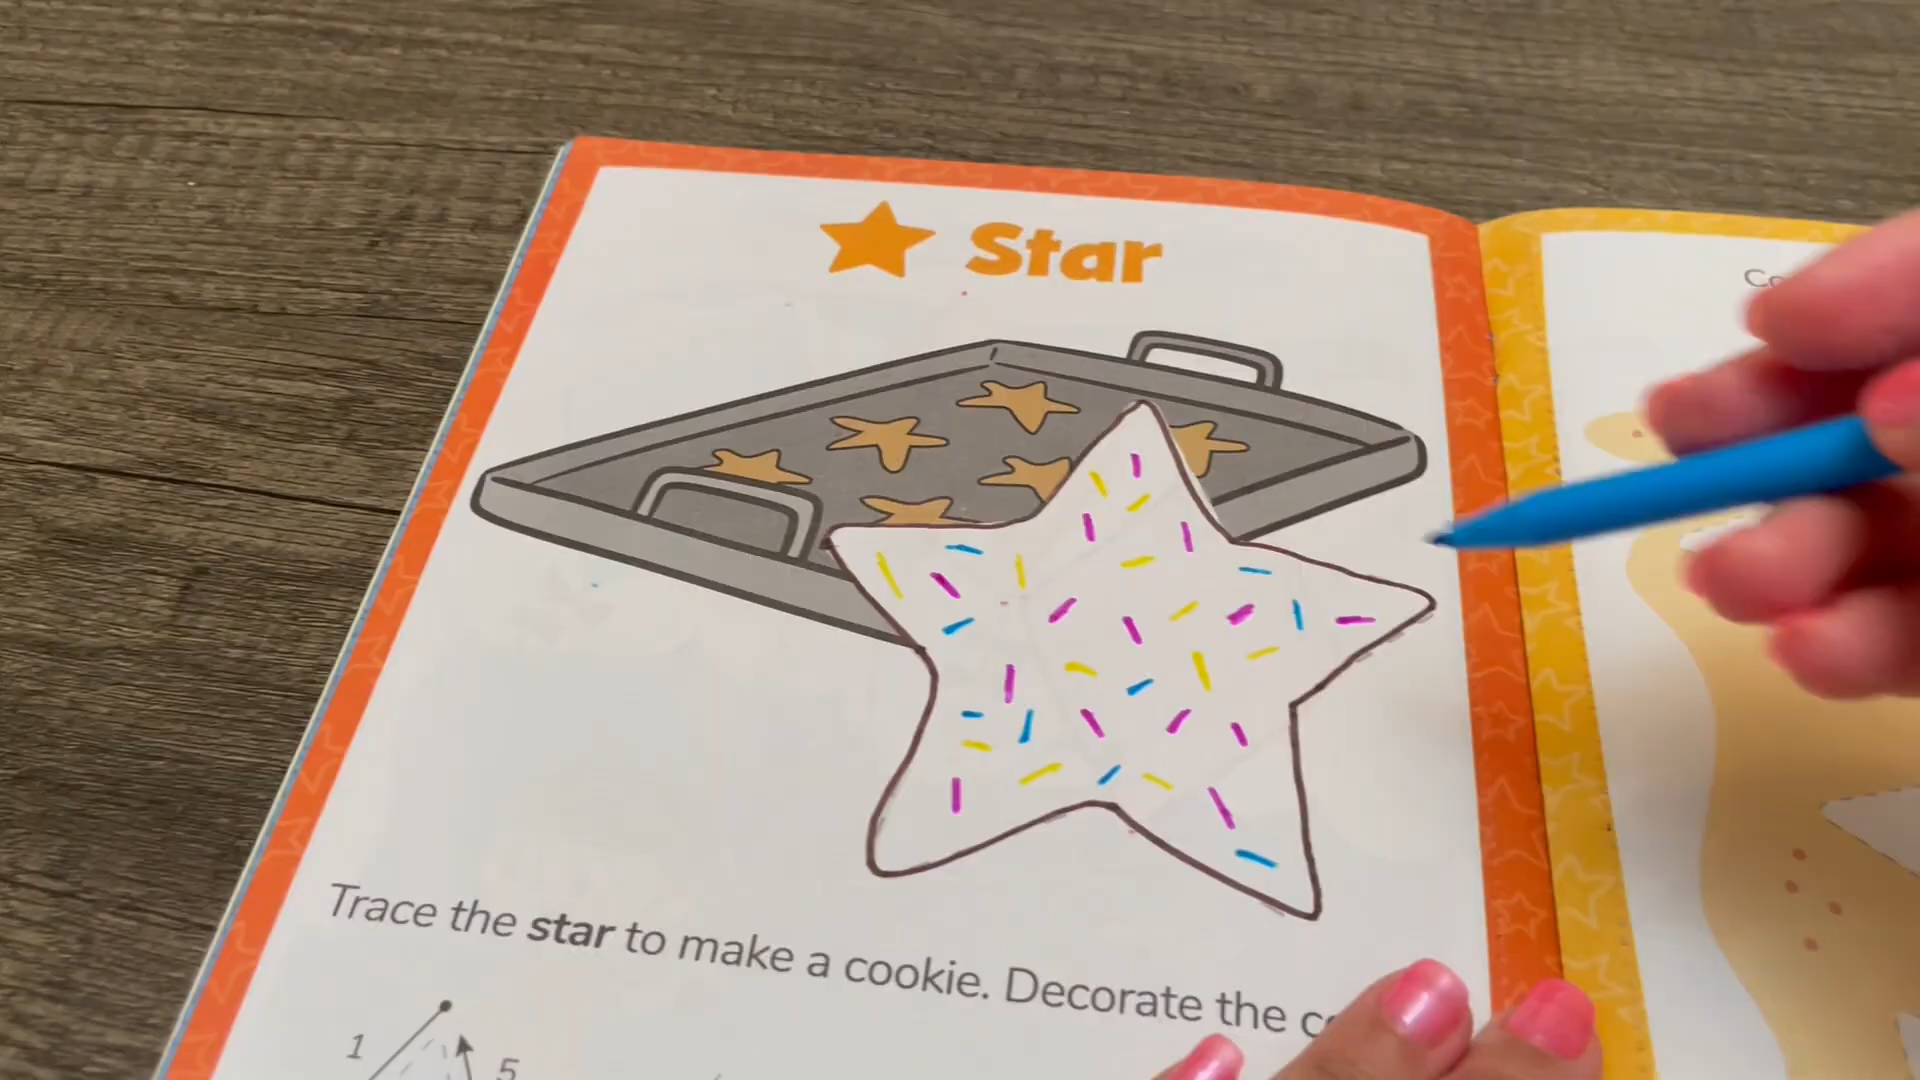 Star
Trace the star to make a cookie. Decorate the
1
5